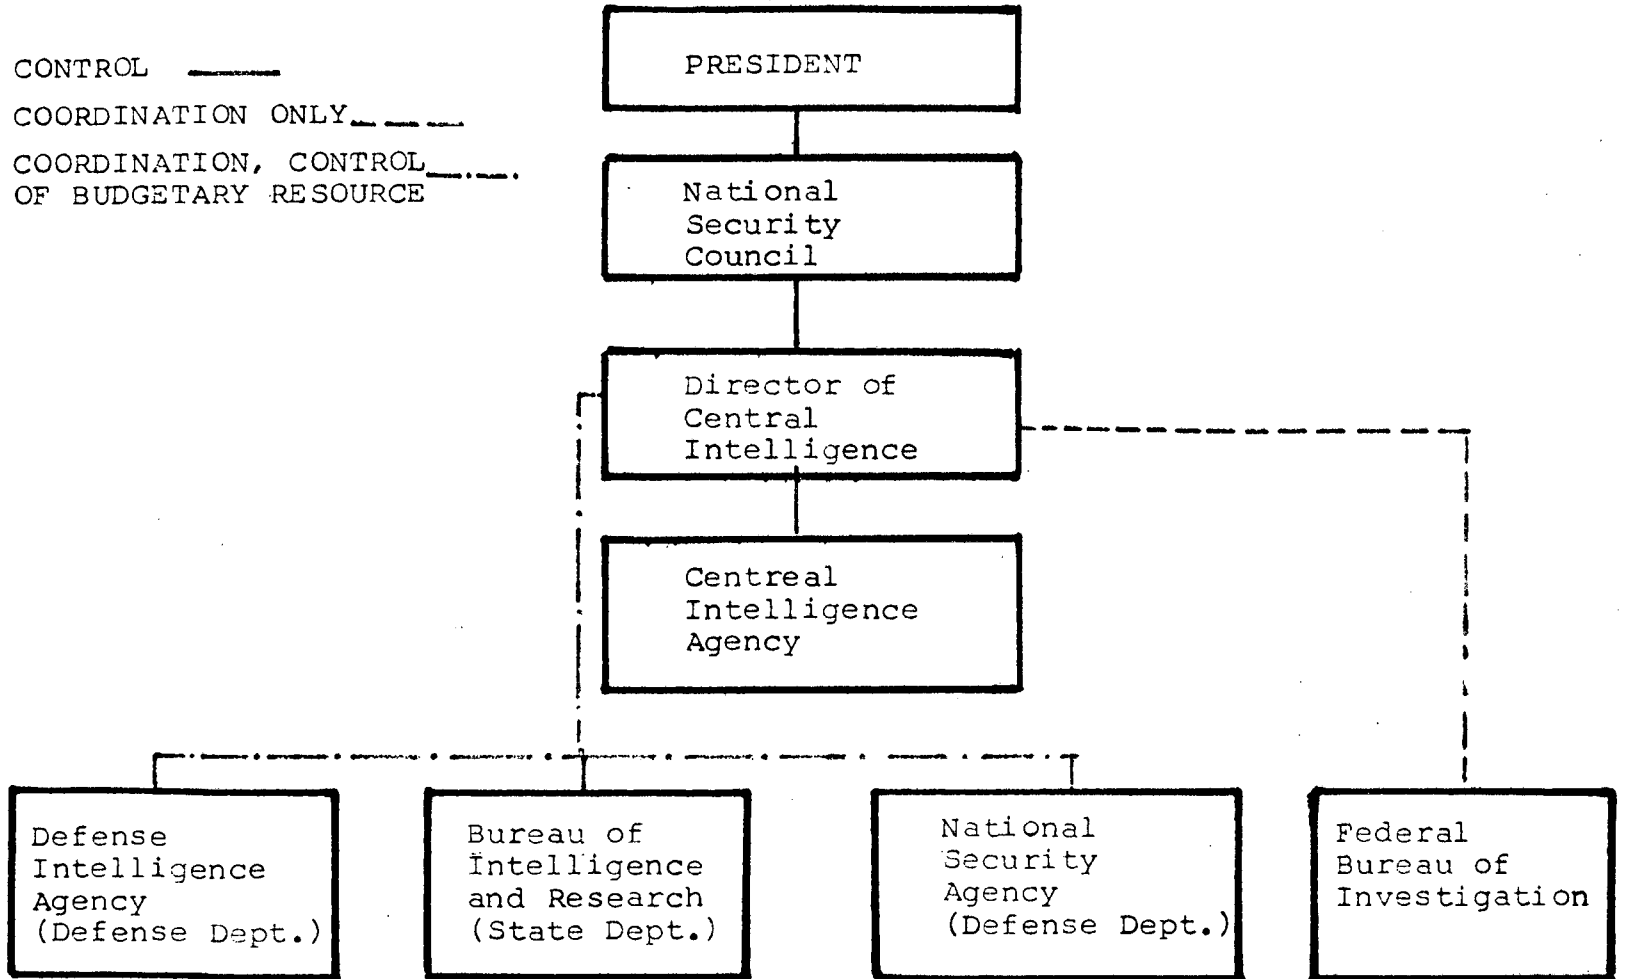 CONTROL
COORDINATION ONLY
COORDINATION, CONTROL
OF BUDGETARY RESOURCE
PRESIDENT
National
Security
Council
Director of
Central
Intelligence
Centreal
Intelligence
Agency
Defense
Intelligence
Agency
(Defense Dept.)
Bureau of
Intelligence
and Research
(State Dept.)
National
Security
Agency
(Defense Dept.)
Federal
Bureau of
Investigation